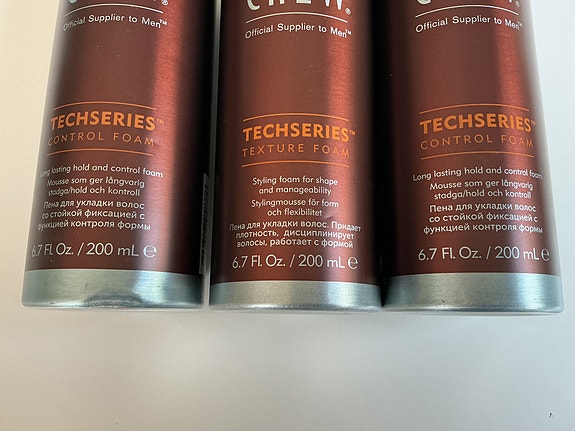 Official Supplier to Men™
TECHSERIES™
CONTROL FOAM
Long lasting hold and control foam
Mousse som ger långvarig
stadga/hold och kontroll
Пена для укладки волос
со стойкой фиксацией с
функцией контроля формы
6.7 Fl. Oz. / 200 mL ℮
CREW®
Official Supplier to Men™
TECHSERIES™
TEXTURE FOAM
Styling foam for shape
and manageability
Stylingmousse för form
och flexibilitet
Пена для укладки волос. Придает
плотность, дисциплинирует
волосы, работает с формой
6.7 Fl. Oz. / 200 mL ℮
Official Supplier to Men™
TECHSERIES™
CONTROL FOAM
Long lasting hold and control foam
Mousse som ger långvarig
stadga/hold och kontroll
Пена для укладки волос
со стойкой фиксацией с
функцией контроля формы
6.7 Fl. Oz. / 200 mL ℮